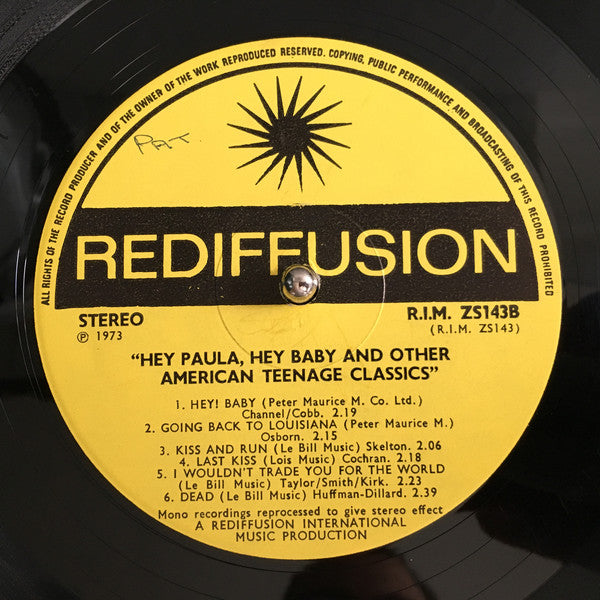 ALL RIGHTS OF THE RECORD PRODUCER AND OF THE OWNER OF THE WORK REPRODUCED RESERVED. COPYING, PUBLIC PERFORMANCE AND BROADCASTING OF THIS RECORD PROHIBITED
PAT.
REDIFFUSION
STEREO
R.I.M. ZS143B
℗ 1973
(R.I.M. ZS143)
"HEY PAULA, HEY BABY AND OTHER
AMERICAN TEENAGE CLASSICS"
1. HEY! BABY (Peter Maurice M. Co. Ltd.)
Channel/Cobb. 2.19
2. GOING BACK TO LOUISIANA (Peter Maurice M.)
Osborn. 2.15
3. KISS AND RUN (Le Bill Music) Skelton. 2.06
4. LAST KISS (Lois Music) Cochran. 2.18
5. I WOULDN'T TRADE YOU FOR THE WORLD
(Le Bill Music) Taylor/Smith/Kirk. 2.23
6. DEAD (Le Bill Music) Huffman-Dillard. 2.39
Mono recordings reprocessed to give stereo effect
A REDIFFUSION INTERNATIONAL
MUSIC PRODUCTION